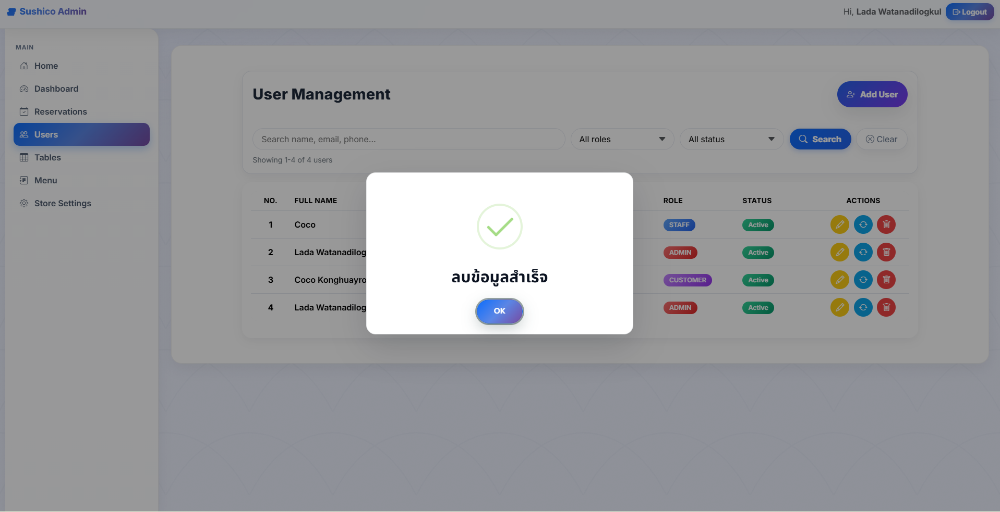 Sushico Admin
Hi, Lada Watanadilogkul
Logout
MAIN
Home
Dashboard
Reservations
Users
Tables
Menu
Store Settings
User Management
Add User
Search name, email, phone...
All roles
All status
Search
Clear
Showing 1-4 of 4 users
NO. FULL NAME ROLE STATUS ACTIONS
1 Coco STAFF Active
2 Lada Watanadilog ADMIN Active
3 Coco Konghuayro CUSTOMER Active
4 Lada Watanadilog ADMIN Active
ลบข้อมูลสำเร็จ
OK